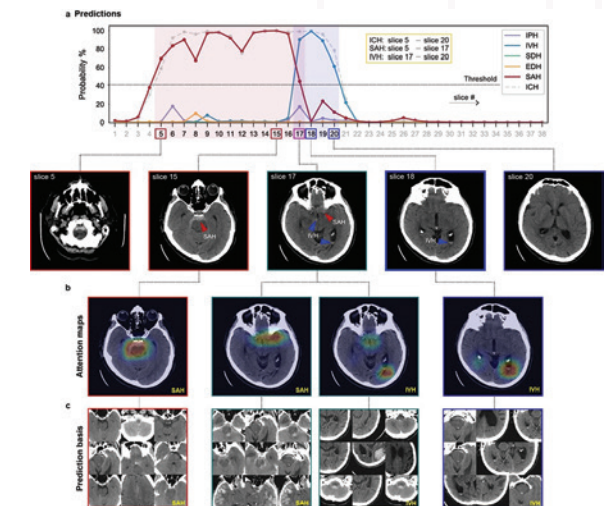 a Predictions
Probability %
100
80
60
40
20
0
ICH: slice 5 → slice 20
SAH: slice 5 → slice 17
IVH: slice 17 → slice 20
IPH
IVH
SDH
EDH
SAH
ICH
Threshold
slice #
1 2 3 4 5 6 7 8 9 10 11 12 13 14 15 16 17 18 19 20 21 22 23 24 25 26 27 28 29 30 31 32 33 34 35 36 37 38
slice 5
slice 15
slice 17
slice 18
slice 20
SAH
SAH
IVH
IVH
b
Attention maps
SAH
SAH
IVH
IVH
c
Prediction basis
SAH
SAH
IVH
IVH